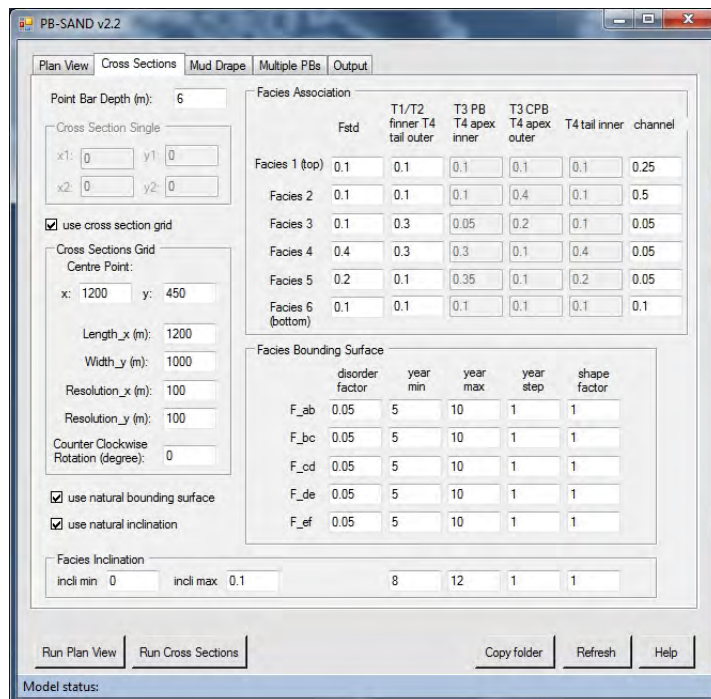 PB-SAND v2.2
Plan View Cross Sections Mud Drape Multiple PBs Output
Point Bar Depth (m): 6
Cross Section Single
x1: 0 y1: 0
x2: 0 y2: 0
use cross section grid
Cross Sections Grid
Centre Point:
x: 1200 y: 450
Length_x (m): 1200
Width_y (m): 1000
Resolution_x (m): 100
Resolution_y (m): 100
Counter Clockwise
Rotation (degree): 0
use natural bounding surface
use natural inclination
Facies Association
T1/T2 T3 PB T3 CPB
Fstd finner T4 T4 apex T4 apex T4 tail inner channel
tail outer inner outer
Facies 1 (top) 0.1 0.1 0.1 0.1 0.1 0.25
Facies 2 0.1 0.1 0.1 0.4 0.1 0.5
Facies 3 0.1 0.3 0.05 0.2 0.1 0.05
Facies 4 0.4 0.3 0.3 0.1 0.4 0.05
Facies 5 0.2 0.1 0.35 0.1 0.2 0.05
Facies 6 0.1 0.1 0.1 0.1 0.1 0.1
(bottom)
Facies Bounding Surface
disorder year year year shape
factor min max step factor
F_ab 0.05 5 10 1 1
F_bc 0.05 5 10 1 1
F_cd 0.05 5 10 1 1
F_de 0.05 5 10 1 1
F_ef 0.05 5 10 1 1
Facies Inclination
incli min 0 incli max 0.1 8 12 1 1
Run Plan View Run Cross Sections Copy folder Refresh Help
Model status: